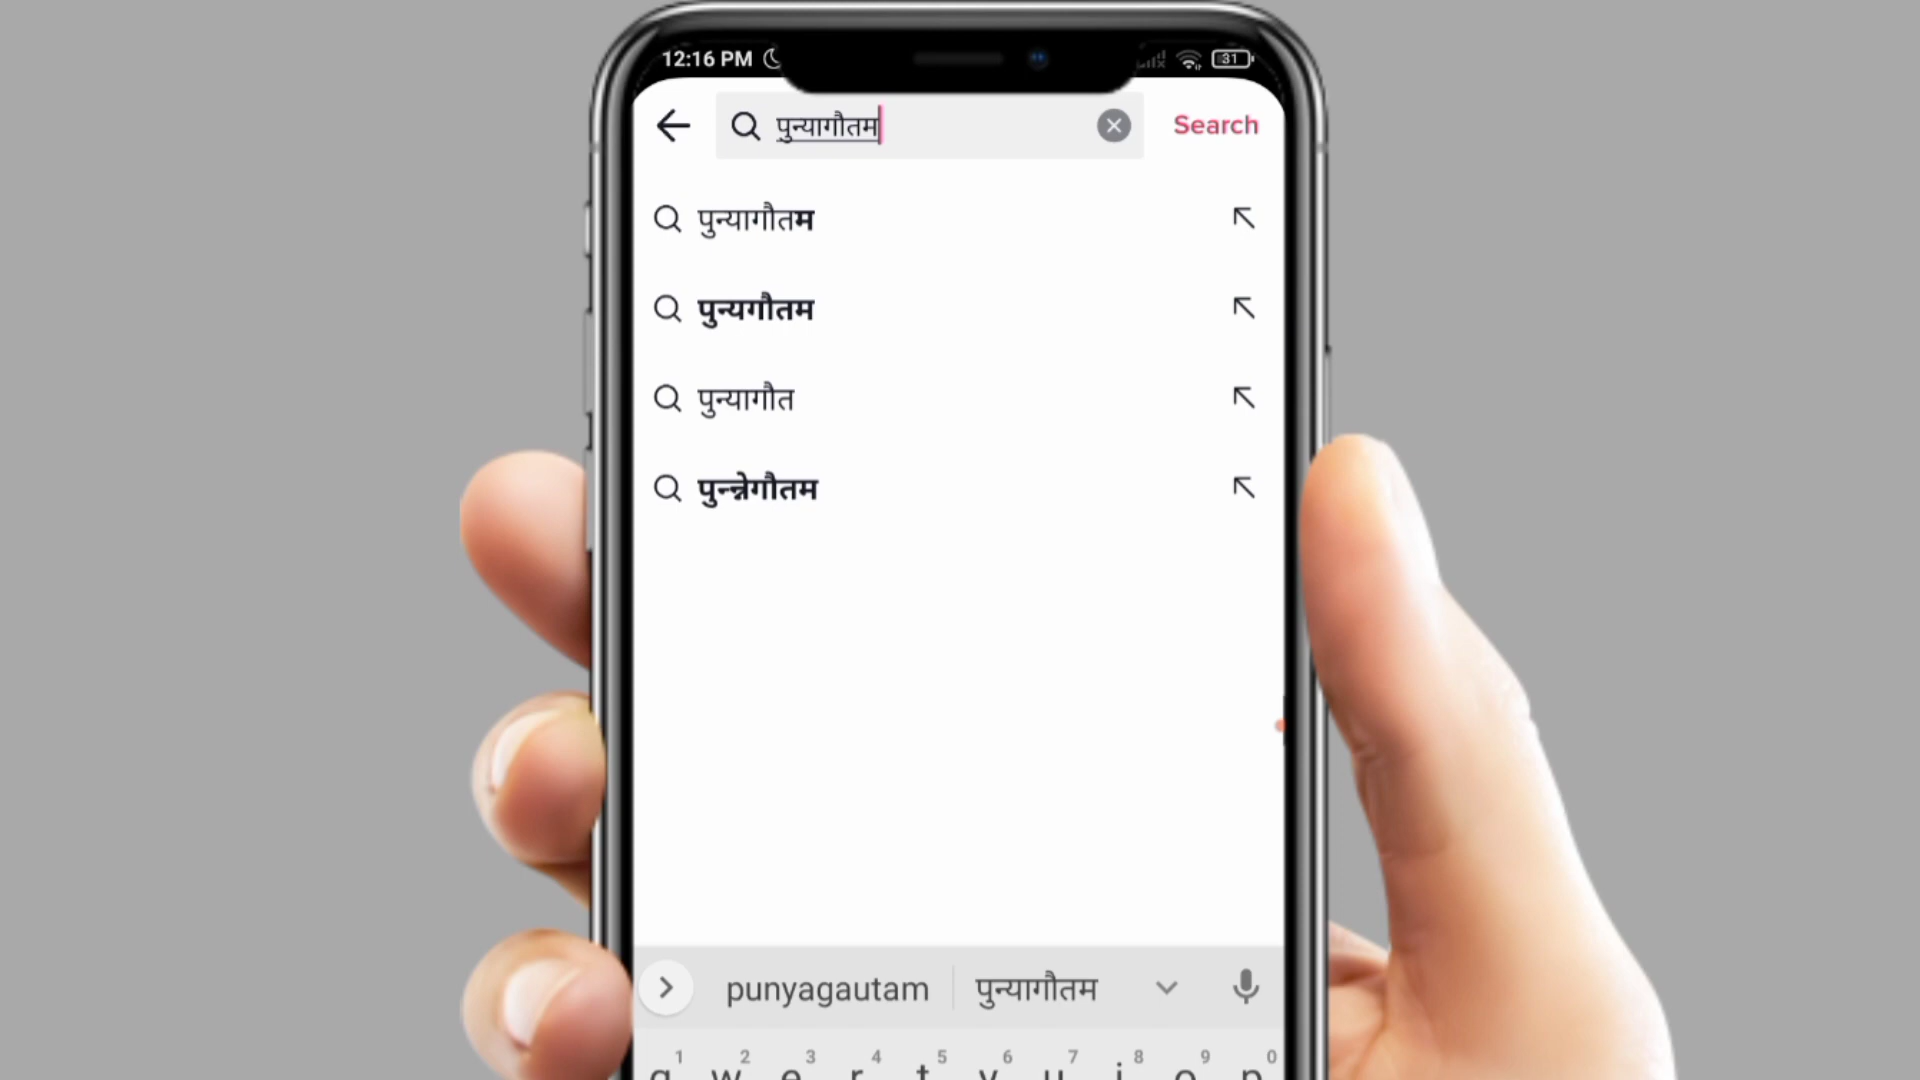 12:16 PM 31
पुन्यागौतम Search
पुन्यागौतम
पुन्यगौतम
पुन्यागौत
पुन्न्नेगौतम
punyagautam पुन्यागौतम
1 2 3 4 5 6 7 8 9 0
q w e r t y u i o p